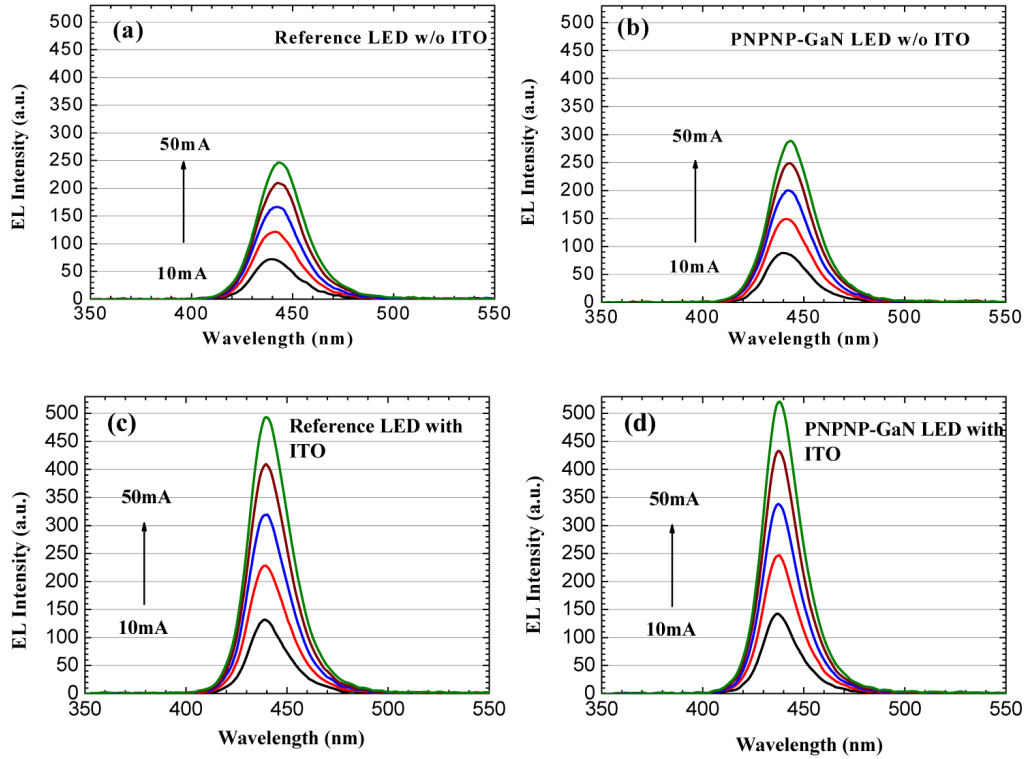 (a)
Reference LED w/o ITO
EL Intensity (a.u.)
500
450
400
350
300
250
200
150
100
50
0
50mA
10mA
350 400 450 500 550
Wavelength (nm)
(b)
PNPNP-GaN LED w/o ITO
EL Intensity (a.u.)
500
450
400
350
300
250
200
150
100
50
0
50mA
10mA
350 400 450 500 550
Wavelength (nm)
(c)
Reference LED with
ITO
EL Intensity (a.u.)
500
450
400
350
300
250
200
150
100
50
0
50mA
10mA
350 400 450 500 550
Wavelength (nm)
(d)
PNPNP-GaN LED with
ITO
EL Intensity (a.u.)
500
450
400
350
300
250
200
150
100
50
0
50mA
10mA
350 400 450 500 550
Wavelength (nm)